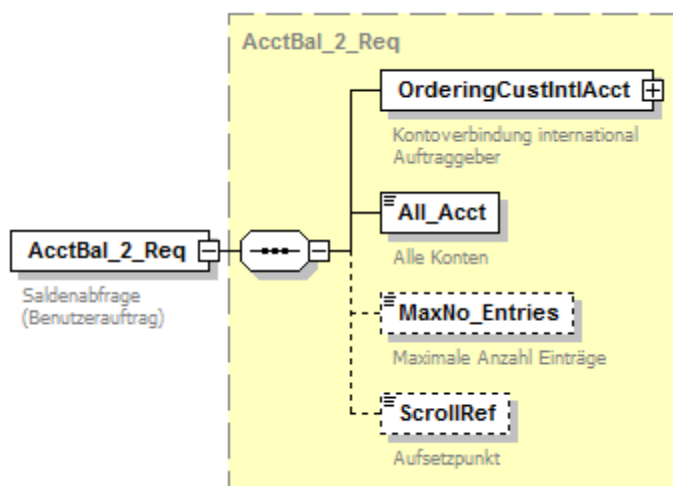 AcctBal_2_Req
OrderingCustIntlAcct
Kontoverbindung international
Auftraggeber
All_Acct
Alle Konten
AcctBal_2_Req
Saldenabfrage
(Benutzerauftrag)
MaxNo_Entries
Maximale Anzahl Einträge
ScrollRef
Aufsetzpunkt